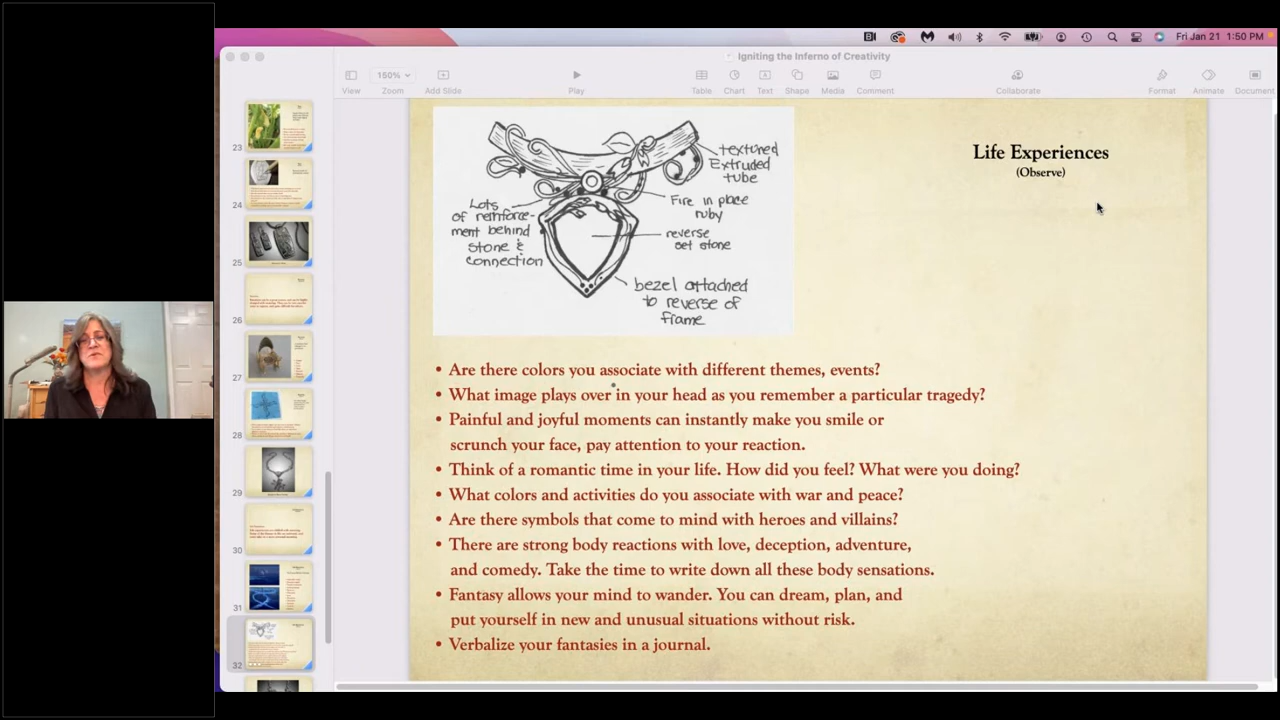 Fri Jan 21 1:50 PM
Igniting the Inferno of Creativity
150%
View
Zoom
Add Slide
Play
Table
Chart
Text
Shape
Media
Comment
Collaborate
Format
Animate
Document
23
24
25
26
27
28
29
30
31
32
textured
Extruded
tube
Fire in place
ruby
reverse
set stone
bezel attached
to reverse of
frame
Lots
of reinforce-
ment behind
stone &
connection
Life Experiences
(Observe)
• Are there colors you associate with different themes, events?
• What image plays over in your head as you remember a particular tragedy?
• Painful and joyful moments can instantly make you smile or
scrunch your face, pay attention to your reaction.
• Think of a romantic time in your life. How did you feel? What were you doing?
• What colors and activities do you associate with war and peace?
• Are there symbols that come to mind with heroes and villains?
• There are strong body reactions with love, deception, adventure,
and comedy. Take the time to write down all these body sensations.
• Fantasy allows your mind to wander. You can dream, plan, and
put yourself in new and unusual situations without risk.
• Verbalize your fantasies in a journal.